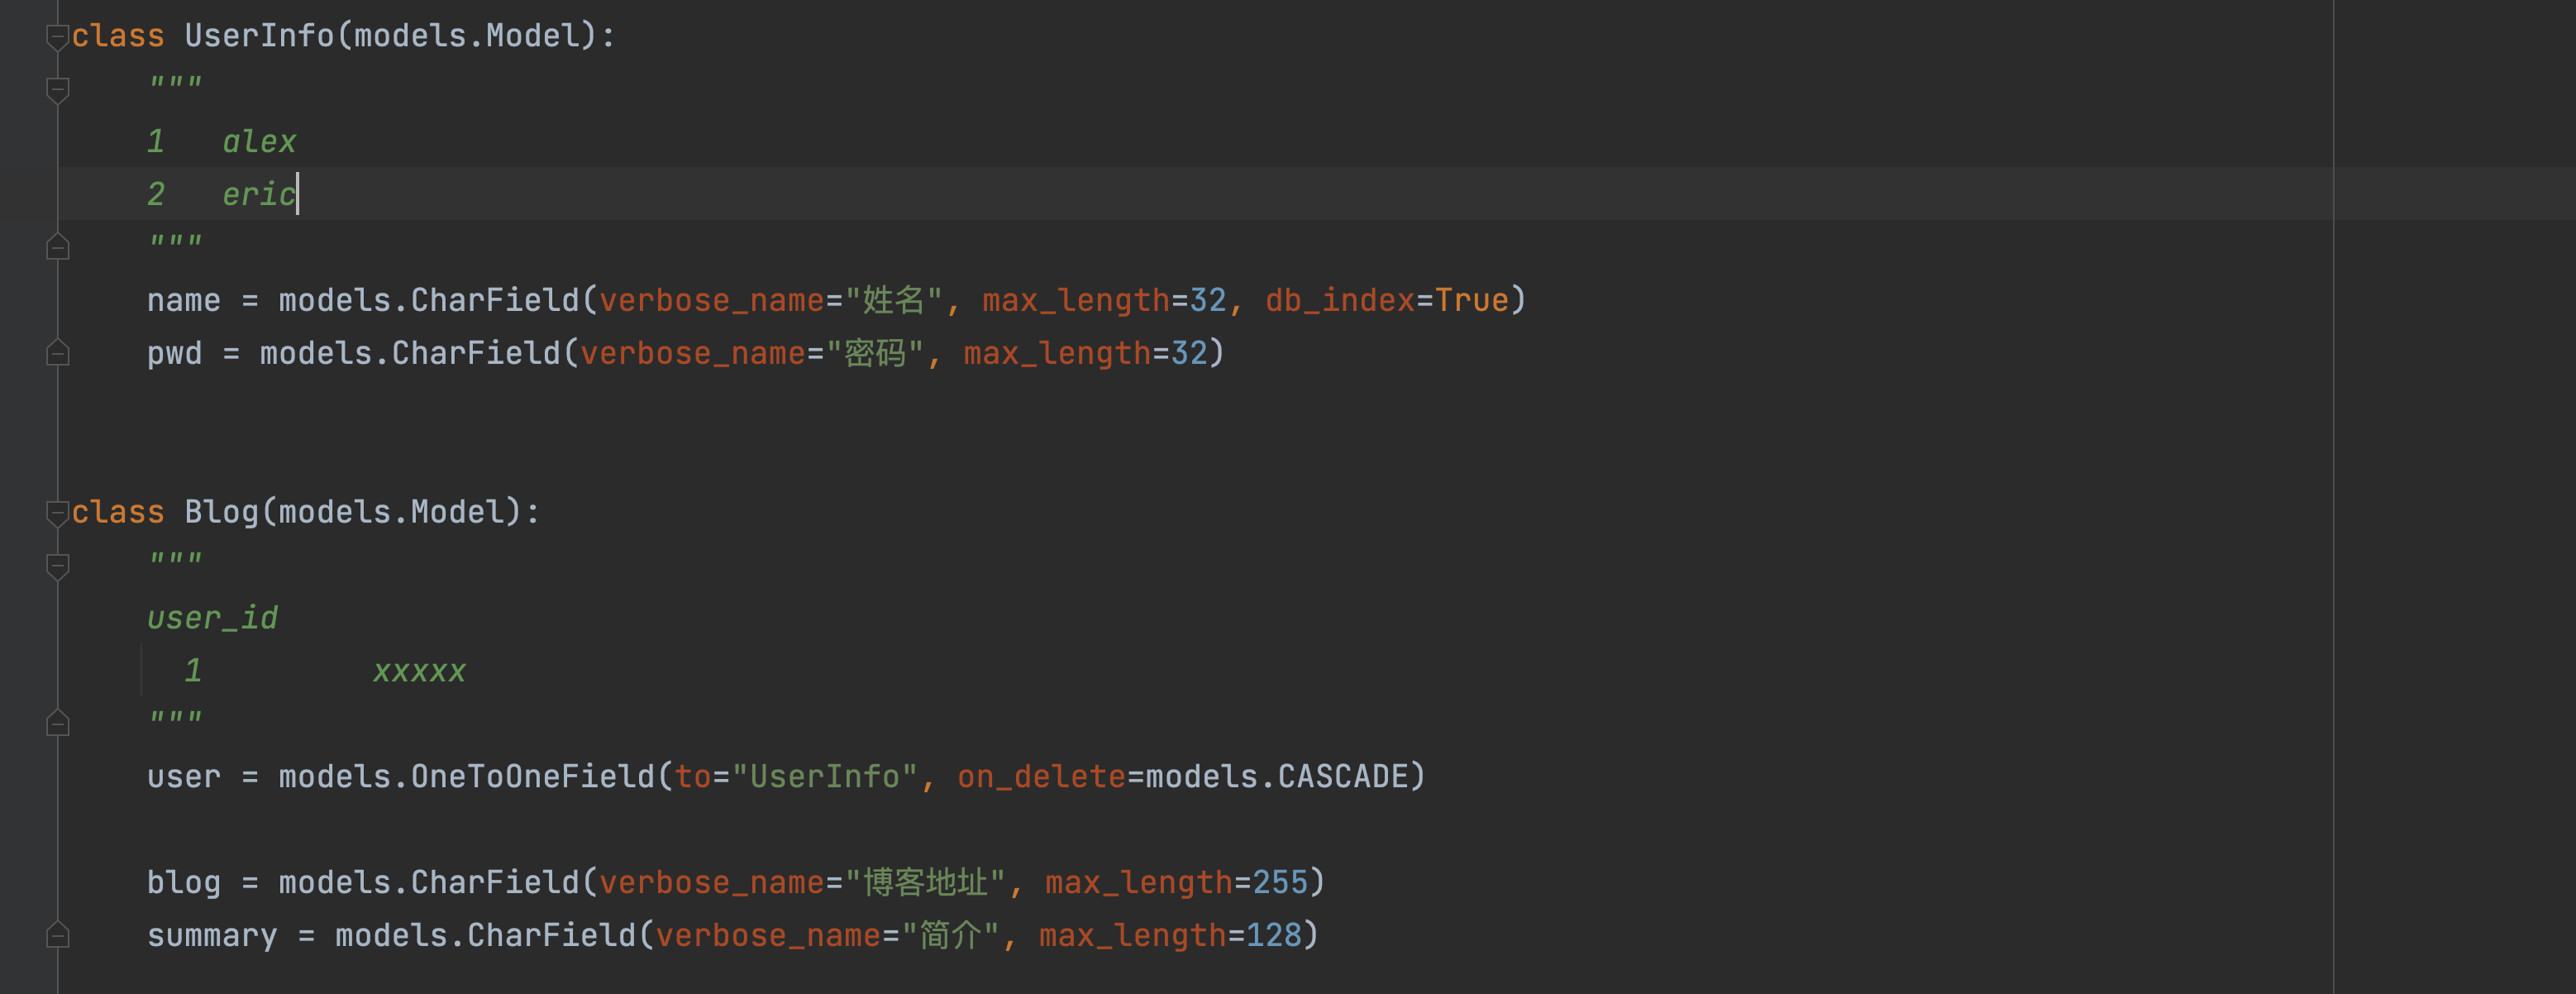 class UserInfo(models.Model):
    """
    1   alex
    2   eric
    """
    name = models.CharField(verbose_name="姓名", max_length=32, db_index=True)
    pwd = models.CharField(verbose_name="密码", max_length=32)
class Blog(models.Model):
    """
    user_id
      1         xxxxx
    """
    user = models.OneToOneField(to="UserInfo", on_delete=models.CASCADE)
    blog = models.CharField(verbose_name="博客地址", max_length=255)
    summary = models.CharField(verbose_name="简介", max_length=128)